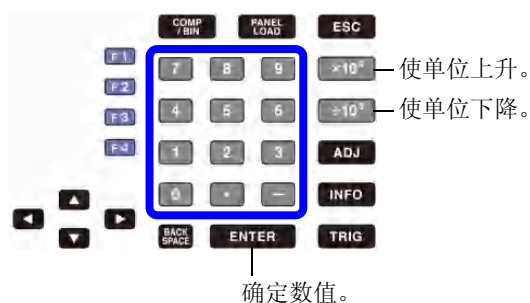 COMP / BIN
PANEL LOAD
ESC
F1
7
8
9
×10³
使单位上升。
F2
F3
4
5
6
÷10³
使单位下降。
F4
1
2
3
ADJ
0
·
—
INFO
BACK SPACE
ENTER
TRIG
确定数值。